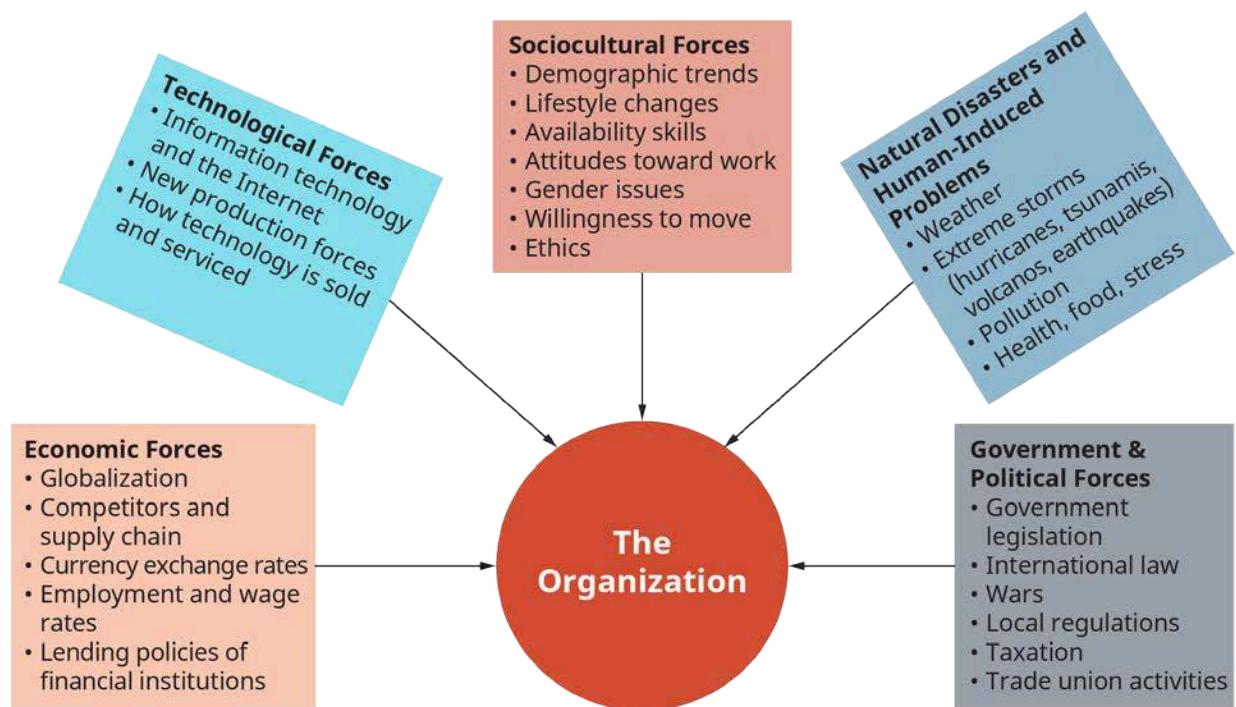 Technological Forces
• Information technology
and the Internet
• New production forces
• How technology is sold
and serviced
Sociocultural Forces
• Demographic trends
• Lifestyle changes
• Availability skills
• Attitudes toward work
• Gender issues
• Willingness to move
• Ethics
Natural Disasters and
Human-Induced
Problems
• Weather
• Extreme storms
(hurricanes, tsunamis,
volcanos, earthquakes)
• Pollution
• Health, food, stress
Economic Forces
• Globalization
• Competitors and
supply chain
• Currency exchange rates
• Employment and wage
rates
• Lending policies of
financial institutions
The
Organization
Government &
Political Forces
• Government
legislation
• International law
• Wars
• Local regulations
• Taxation
• Trade union activities